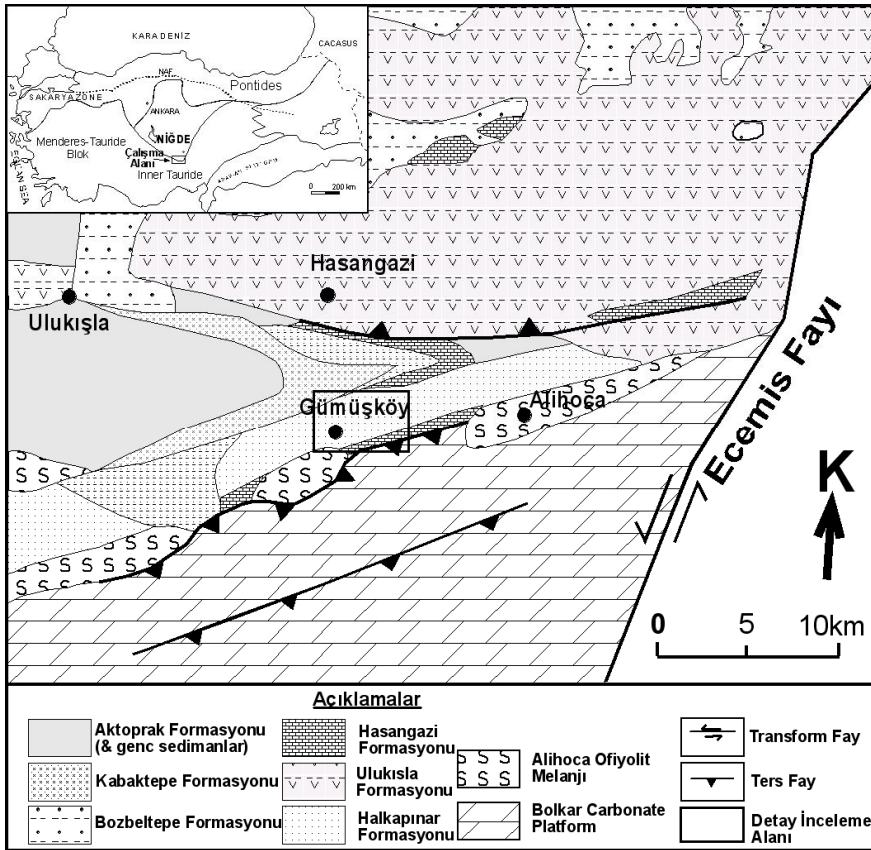 KARADENİZ
CACASUS
NAF
Pontides
SAKARYAZONE
ANKARA
NİĞDE
Menderes-Tauride
Blok
Çalışma
Alanı
Inner Tauride
0 200 km
Hasangazi
Ulukışla
Gümüşköy
Alihoca
Ecemis Fayı
K
0 5 10km
Açıklamalar
Aktoprak Formasyonu
(& genc sedimanlar)
Kabaktepe Formasyonu
Bozbeltepe Formasyonu
Hasangazi
Formasyonu
Ulukısla
Formasyonu
Halkapınar
Formasyonu
Alihoca Ofiyolit
Melanjı
Bolkar Carbonate
Platform
Transform Fay
Ters Fay
Detay İnceleme
Alanı